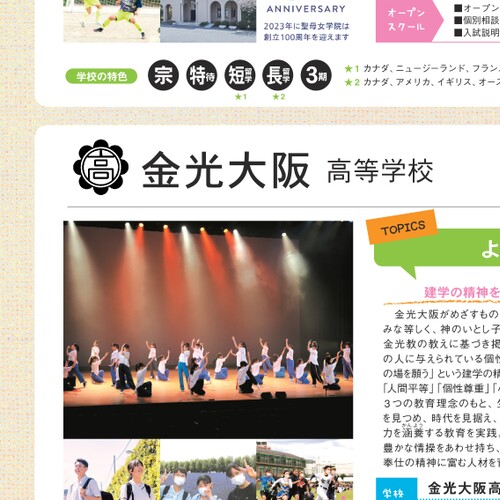 ANNIVERSARY
2023年に聖母女学院は
創立100周年を迎えます
オープン
スクール
■オープン
■個別相談
■入試説明
学校の特色
宗 特待 短期留学 長期留学 3期
★1 ★2
★1 カナダ、ニュージーランド、フラン
★2 カナダ、アメリカ、イギリス、オース
高
金光大阪 高等学校
TOPICS
よ
建学の精神を
金光大阪がめざすもの
みな等しく、神のいとし子
金光教の教えに基づき掲
の人に与えられている個性
の場を願う」という建学の精
「人間平等」「個性尊重」「
3つの教育理念のもと、
を見つめ、時代を見据え、
かんよう
力を涵養する教育を実践。
豊かな情操をあわせ持ち、
奉仕の精神に富む人材を
学校
金光大阪高